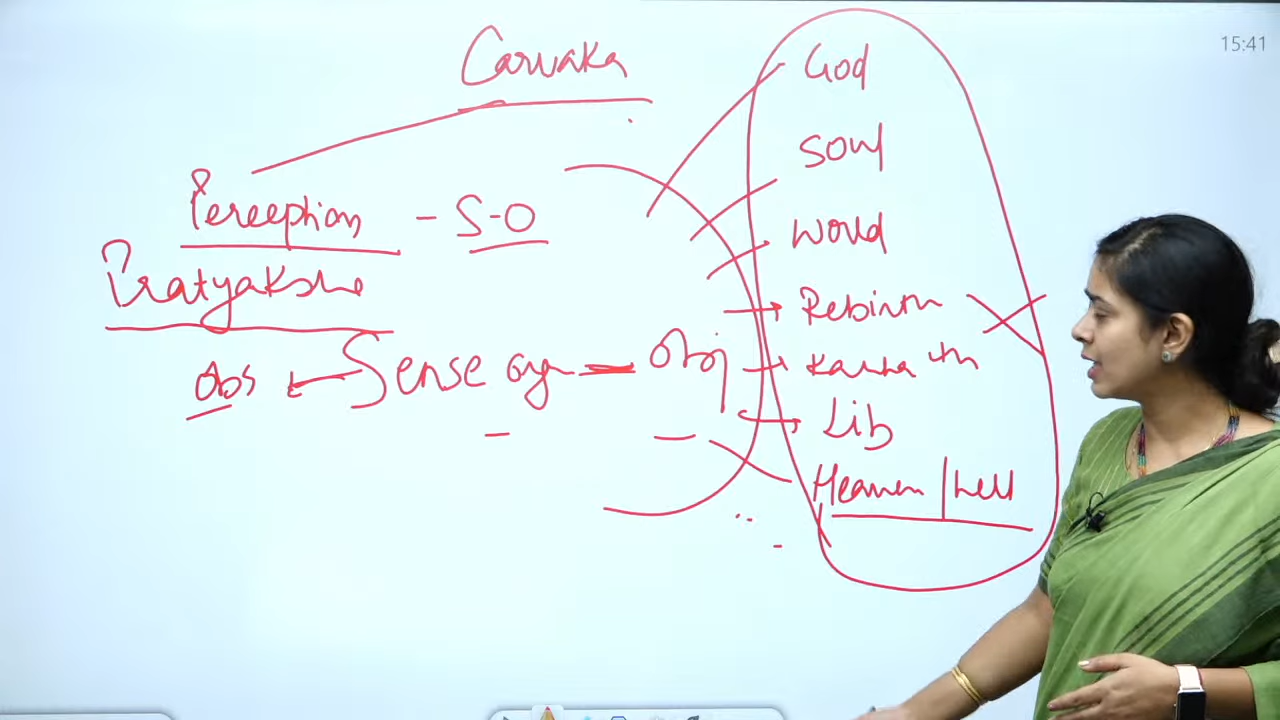 15:41
Carvaka
Perception - S-O
Pratyaksha
Obs Sense org Obj
God
Soul
World
Rebirth
Karma th
Lib
Heaven / hell